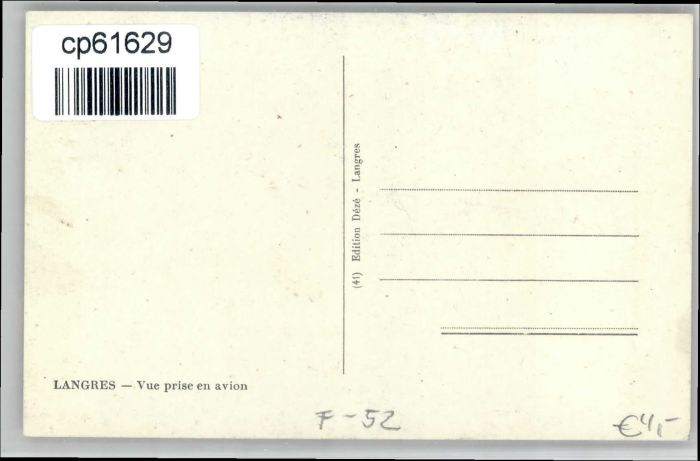 cp61629
(41) Edition Dézé - Langres
LANGRES — Vue prise en avion
F-52
€4,-